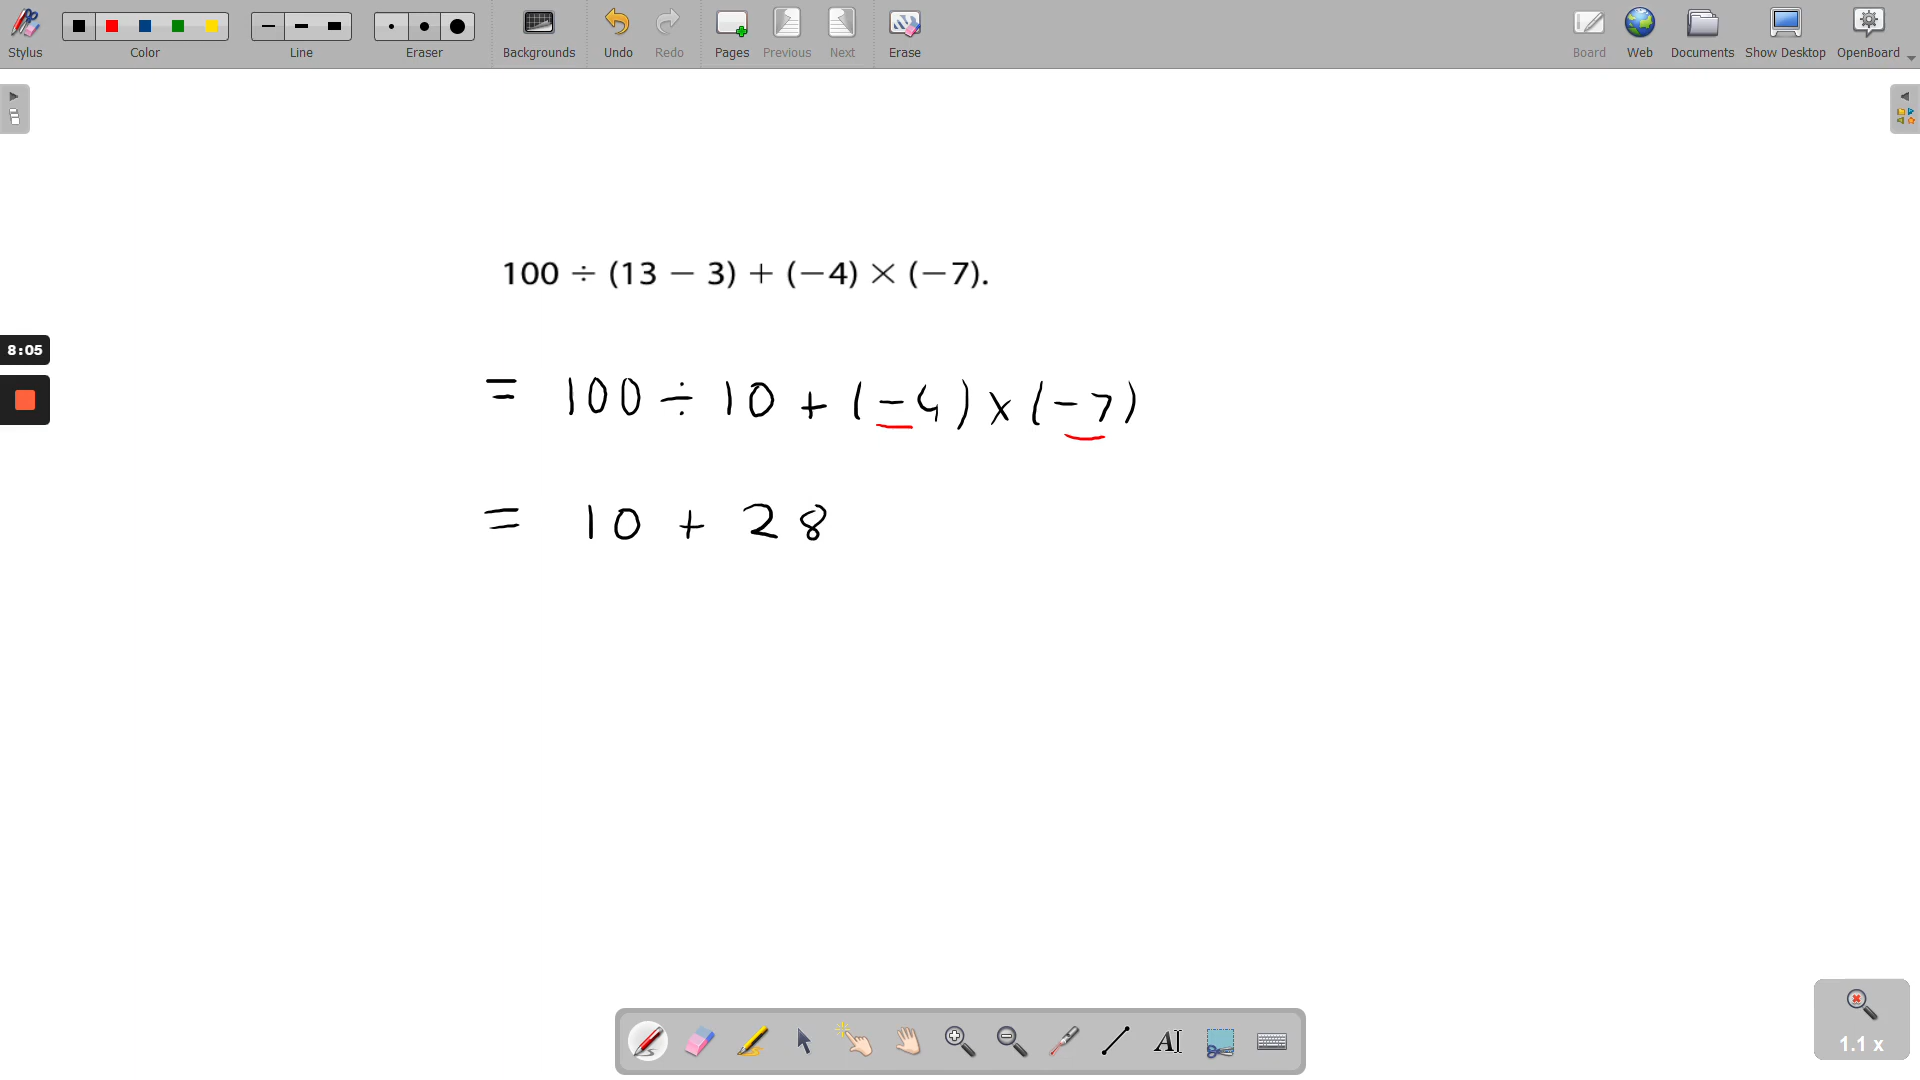 Stylus Color Line Eraser Backgrounds Undo Redo Pages Previous Next Erase Board Web Documents Show Desktop OpenBoard
100 ÷ (13 − 3) + (−4) × (−7).
8:05
= 100 ÷ 10 + (-4) × (-7)
= 10 + 28
AI
1.1 x